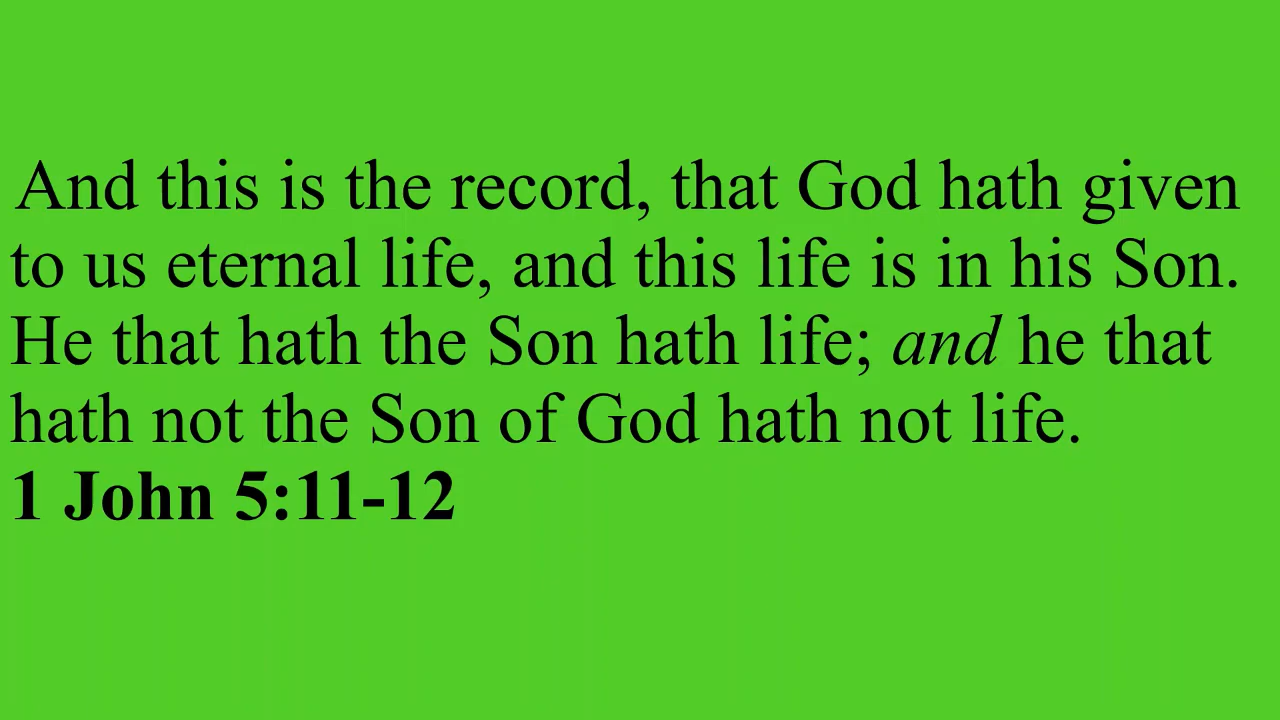 And this is the record, that God hath given
to us eternal life, and this life is in his Son.
He that hath the Son hath life; and he that
hath not the Son of God hath not life.
1 John 5:11-12